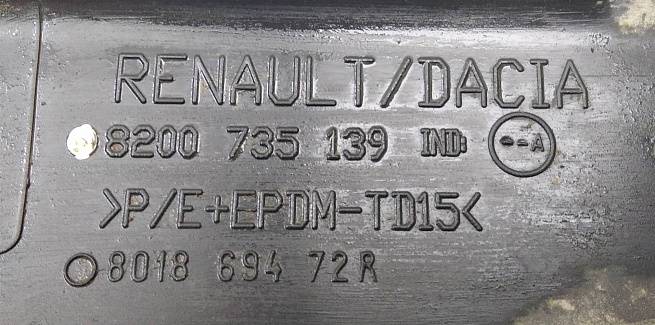 RENAULT/DACIA
8200 735 139 IND: --A
>P/E+EPDM-TD15<
8018 694 72R